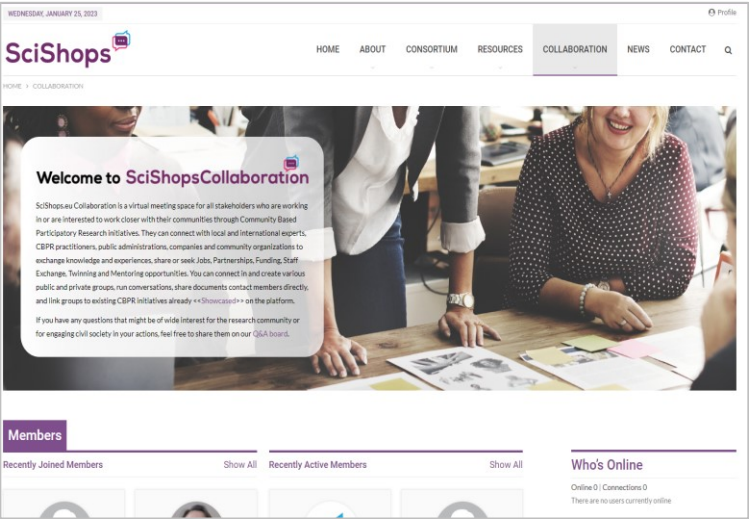 WEDNESDAY, JANUARY 25, 2023
Profile
SciShops
HOME
ABOUT
CONSORTIUM
RESOURCES
COLLABORATION
NEWS
CONTACT
HOME > COLLABORATION
Welcome to SciShopsCollaboration
SciShops.eu Collaboration is a virtual meeting space for all stakeholders who are working
in or are interested to work closer with their communities through Community Based
Participatory Research initiatives. They can connect with local and international experts,
CBPR practitioners, public administrations, companies and community organizations to
exchange knowledge and experiences, share or seek Jobs, Partnerships, Funding, Staff
Exchange, Twinning and Mentoring opportunities. You can connect in and create various
public and private groups, run conversations, share documents contact members directly,
and link groups to existing CBPR initiatives already <<Showcased>> on the platform.
If you have any questions that might be of wide interest for the research community or
for engaging civil society in your actions, feel free to share them on our Q&A board.
Members
Recently Joined Members
Show All
Recently Active Members
Show All
Who's Online
Online 0 | Connections 0
There are no users currently online